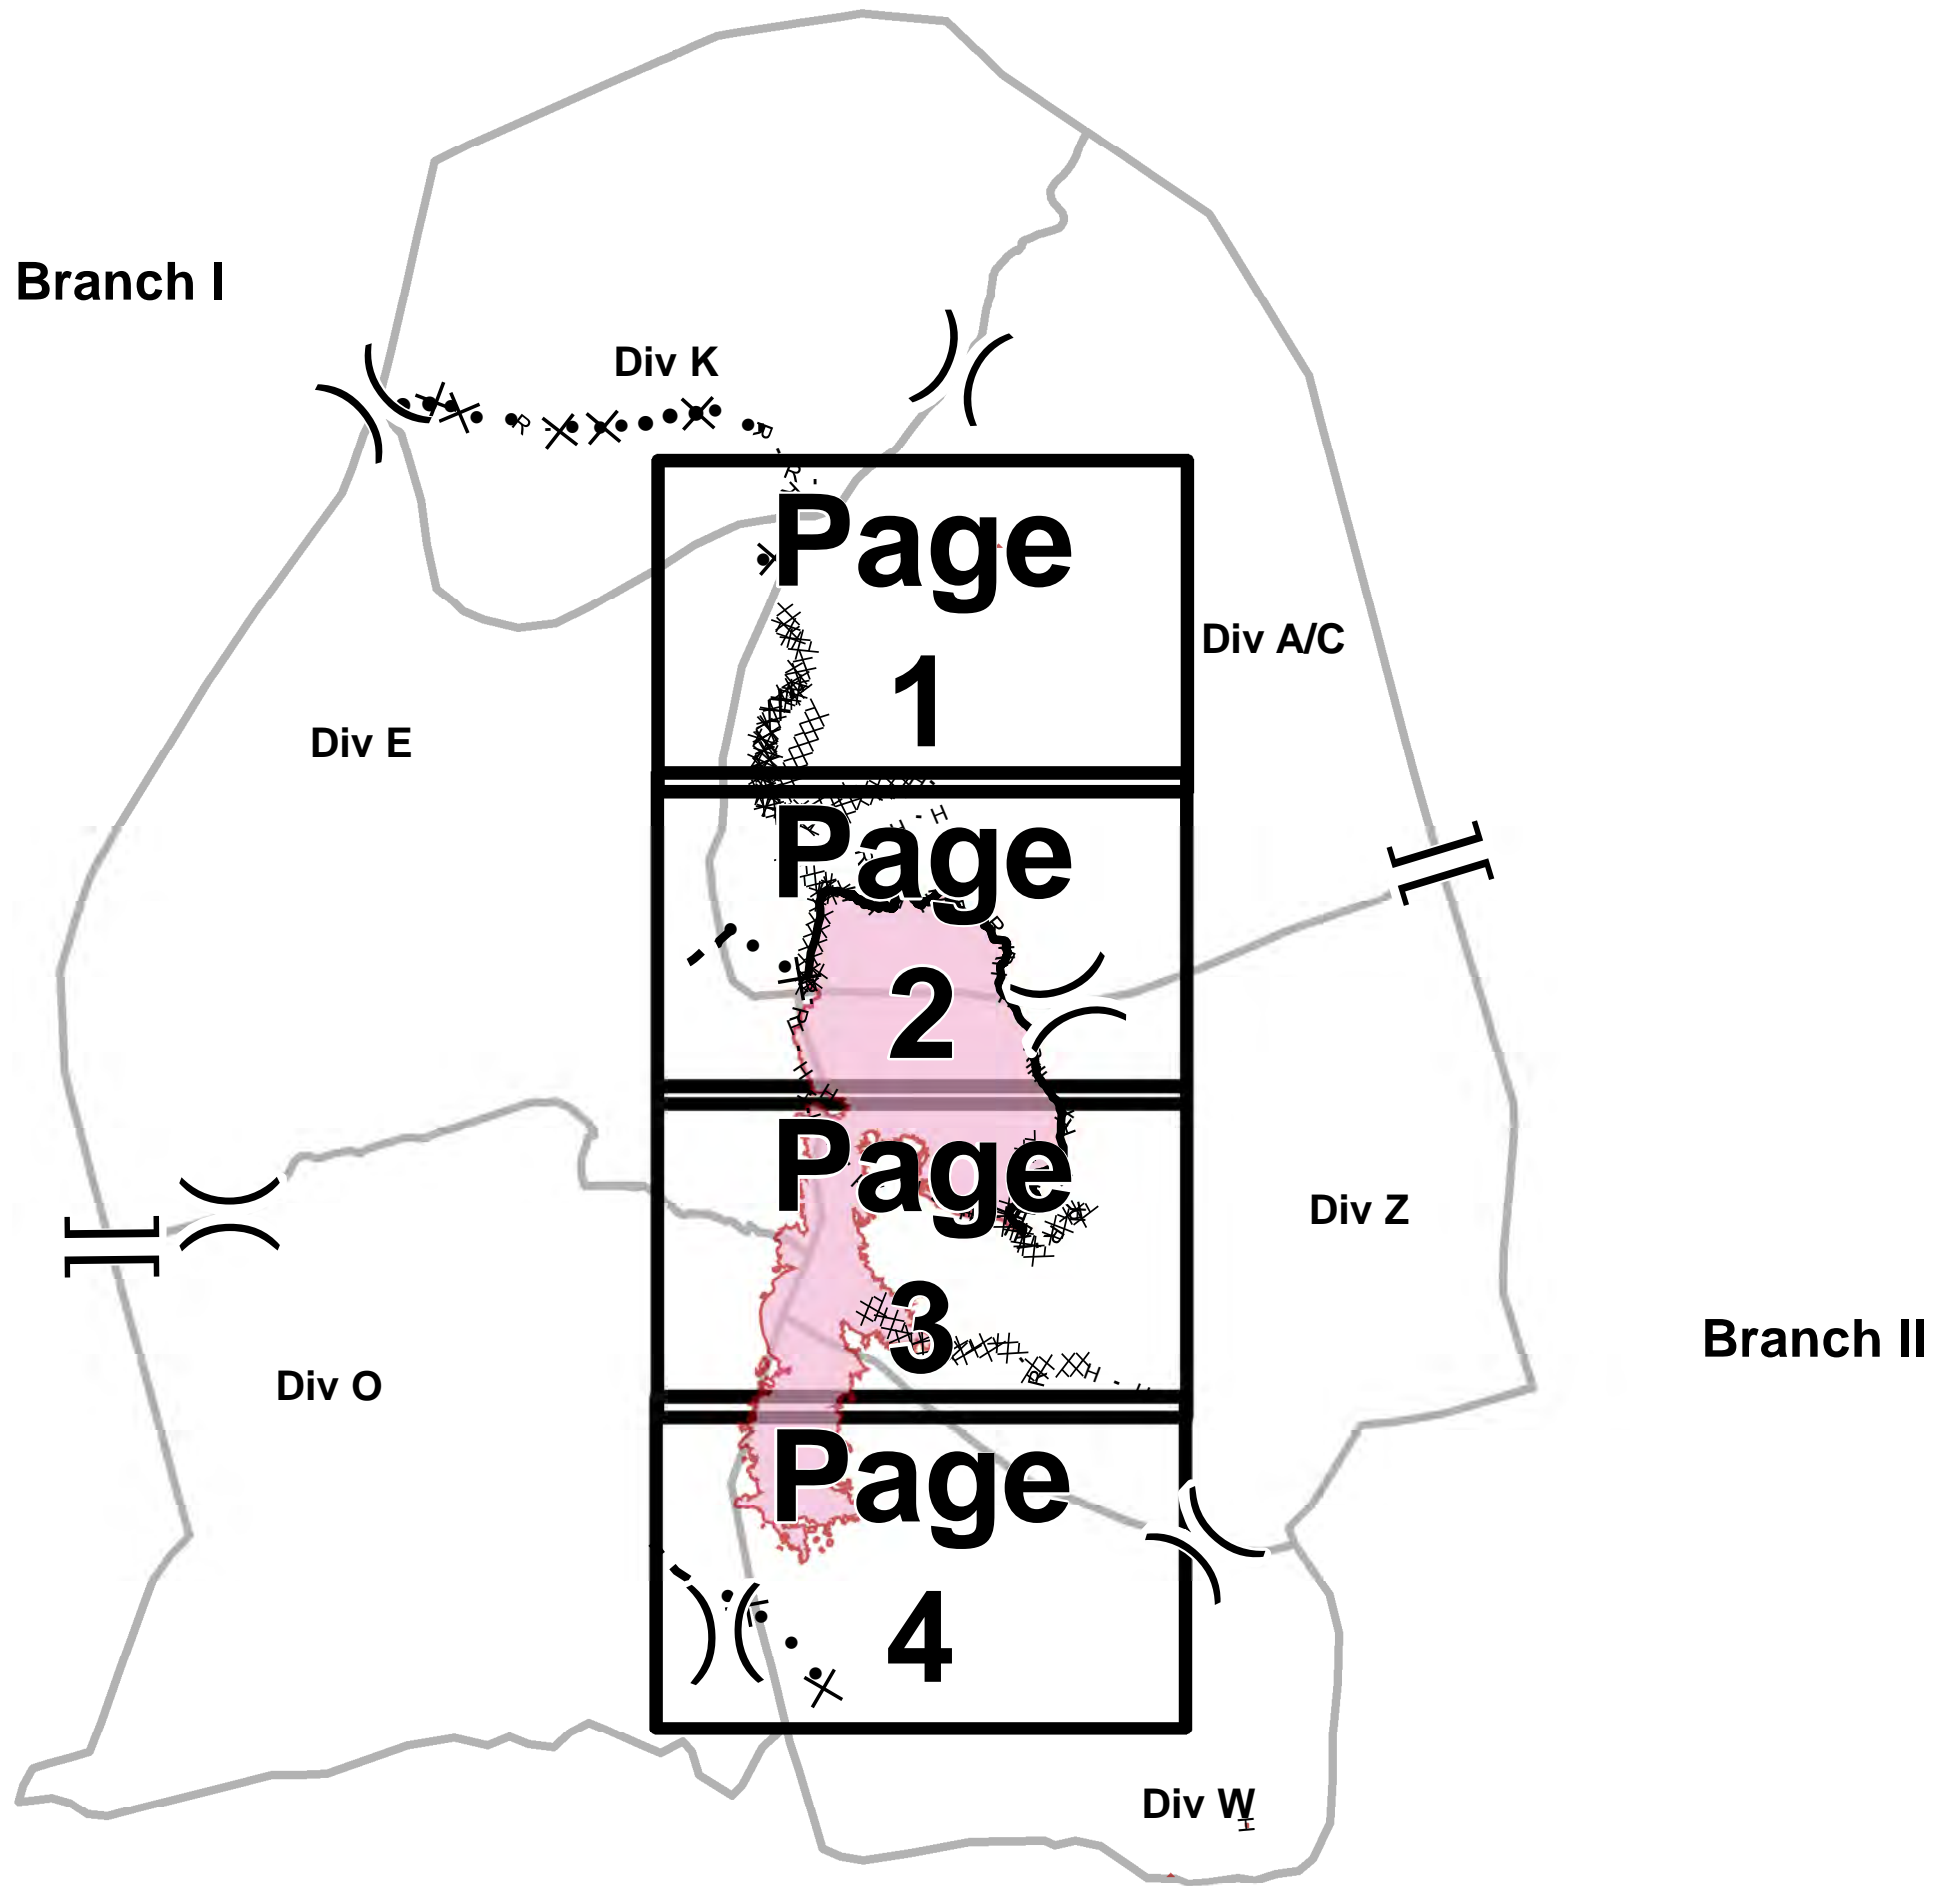 Branch I
Div K
Page
1
Div A/C
Div E
Page
2
Page
3
Div Z
Branch II
Div O
Page
4
Div W